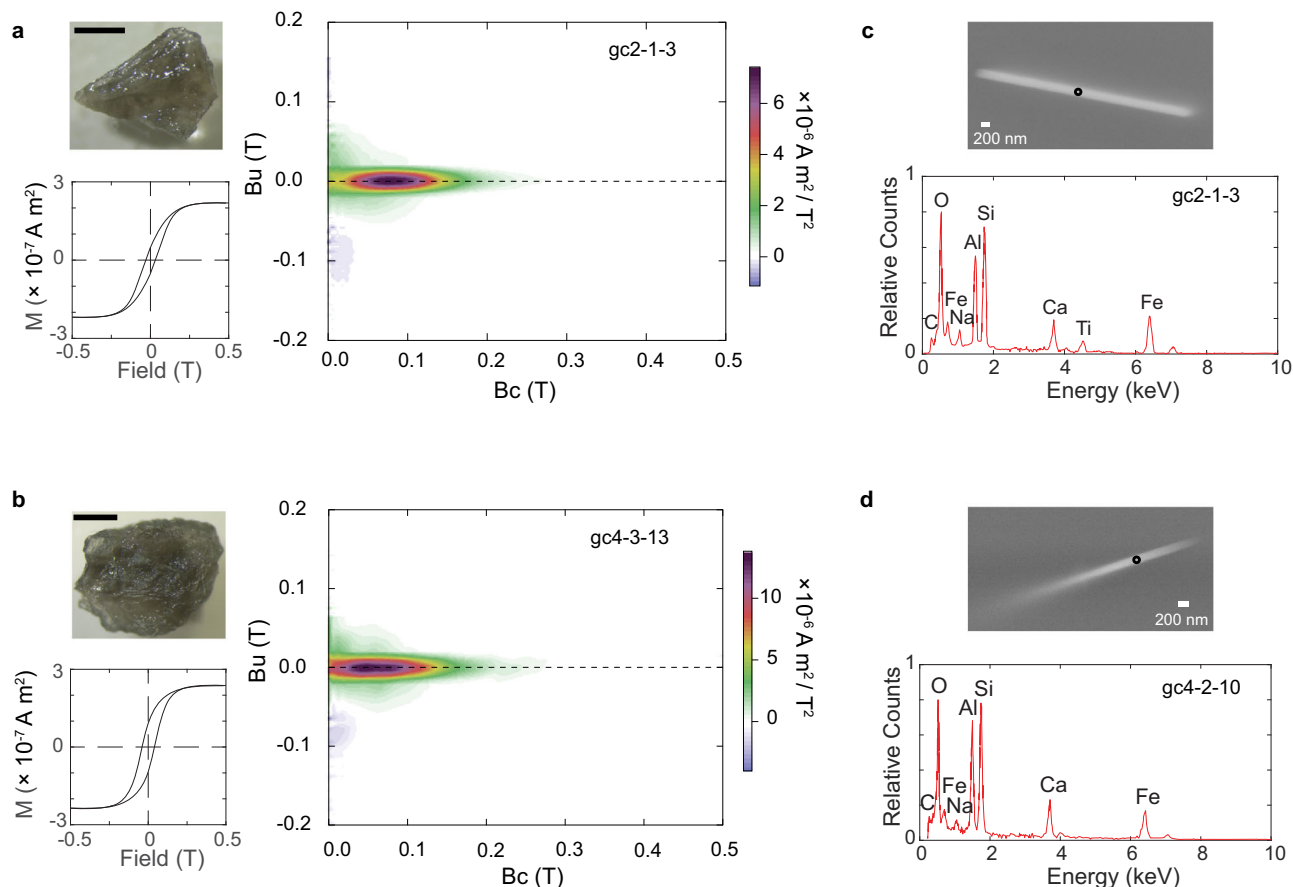 a
gc2-1-3
Bu (T)
0.2
0.1
0.0
-0.1
-0.2
0.0 0.1 0.2 0.3 0.4 0.5
Bc (T)
6
4
2
0
×10⁻⁶ A m² / T²
M (× 10⁻⁷ A m²)
3
0
-3
-0.5 0 0.5
Field (T)
c
200 nm
gc2-1-3
Relative Counts
1
0
C O Fe Na Al Si Ca Ti Fe
0 2 4 6 8 10
Energy (keV)
b
gc4-3-13
Bu (T)
0.2
0.1
0.0
-0.1
-0.2
0.0 0.1 0.2 0.3 0.4 0.5
Bc (T)
10
5
0
×10⁻⁶ A m² / T²
M (× 10⁻⁷ A m²)
3
0
-3
-0.5 0 0.5
Field (T)
d
200 nm
gc4-2-10
Relative Counts
1
0
C O Fe Na Al Si Ca Fe
0 2 4 6 8 10
Energy (keV)